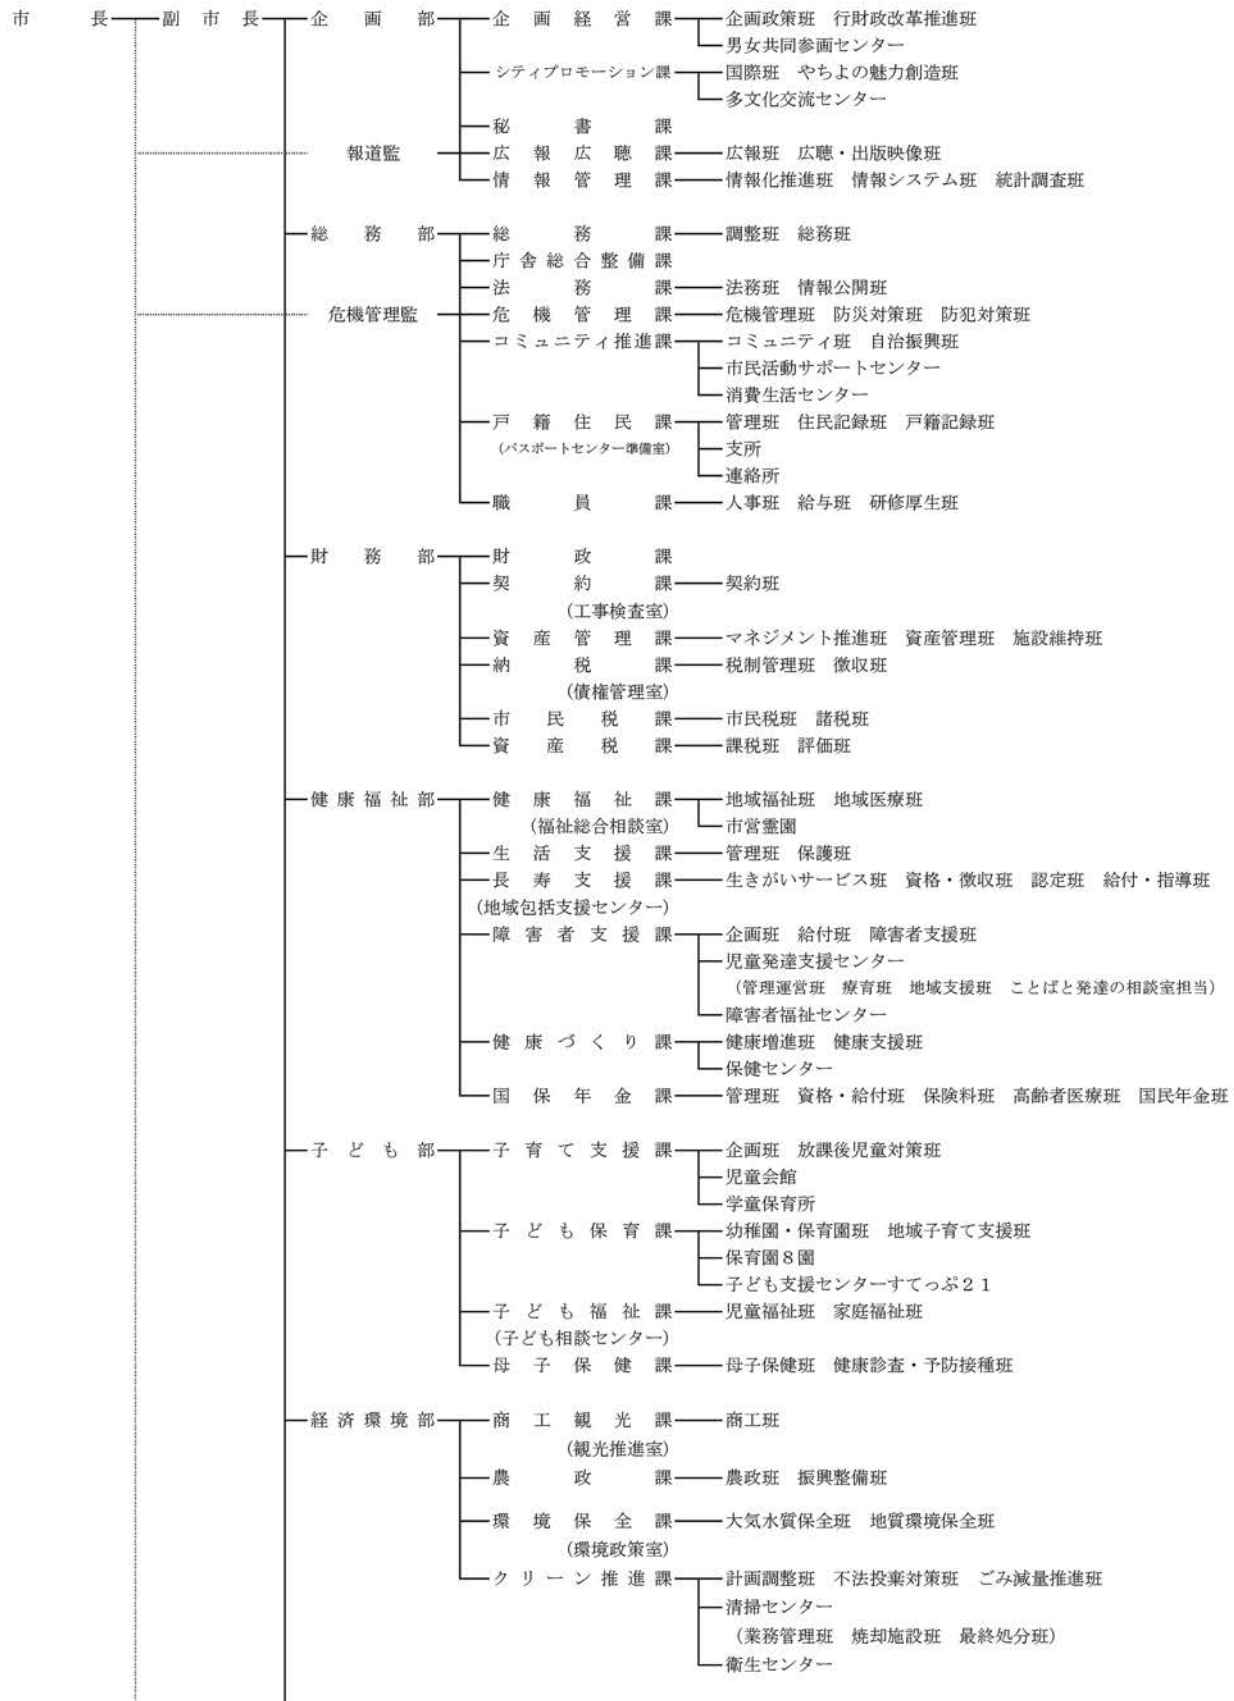 市長 副市長 企画部 企画経営課 企画政策班 行財政改革推進班
男女共同参画センター
シティプロモーション課 国際班 やちよの魅力創造班
多文化交流センター
秘書課
報道監 広報広聴課 広報班 広聴・出版映像班
情報管理課 情報化推進班 情報システム班 統計調査班
総務部 総務課 調整班 総務班
庁舎総合整備課
法務課 法務班 情報公開班
危機管理監 危機管理課 危機管理班 防災対策班 防犯対策班
コミュニティ推進課 コミュニティ班 自治振興班
市民活動サポートセンター
消費生活センター
戸籍住民課 管理班 住民記録班 戸籍記録班
(パスポートセンター準備室) 支所
連絡所
職員課 人事班 給与班 研修厚生班
財務部 財政課
契約課 契約班
(工事検査室)
資産管理課 マネジメント推進班 資産管理班 施設維持班
納税課 税制管理班 徴収班
(債権管理室)
市民税課 市民税班 諸税班
資産税課 課税班 評価班
健康福祉部 健康福祉課 地域福祉班 地域医療班
(福祉総合相談室) 市営霊園
生活支援課 管理班 保護班
長寿支援課 生きがいサービス班 資格・徴収班 認定班 給付・指導班
(地域包括支援センター)
障害者支援課 企画班 給付班 障害者支援班
児童発達支援センター
(管理運営班 療育班 地域支援班 ことばと発達の相談室担当)
障害者福祉センター
健康づくり課 健康増進班 健康支援班
保健センター
国保年金課 管理班 資格・給付班 保険料班 高齢者医療班 国民年金班
子ども部 子育て支援課 企画班 放課後児童対策班
児童会館
学童保育所
子ども保育課 幼稚園・保育園班 地域子育て支援班
保育園8園
子ども支援センターすてっぷ21
子ども福祉課 児童福祉班 家庭福祉班
(子ども相談センター)
母子保健課 母子保健班 健康診査・予防接種班
経済環境部 商工観光課 商工班
(観光推進室)
農政課 農政班 振興整備班
環境保全課 大気水質保全班 地質環境保全班
(環境政策室)
クリーン推進課 計画調整班 不法投棄対策班 ごみ減量推進班
清掃センター
(業務管理班 焼却施設班 最終処分班)
衛生センター